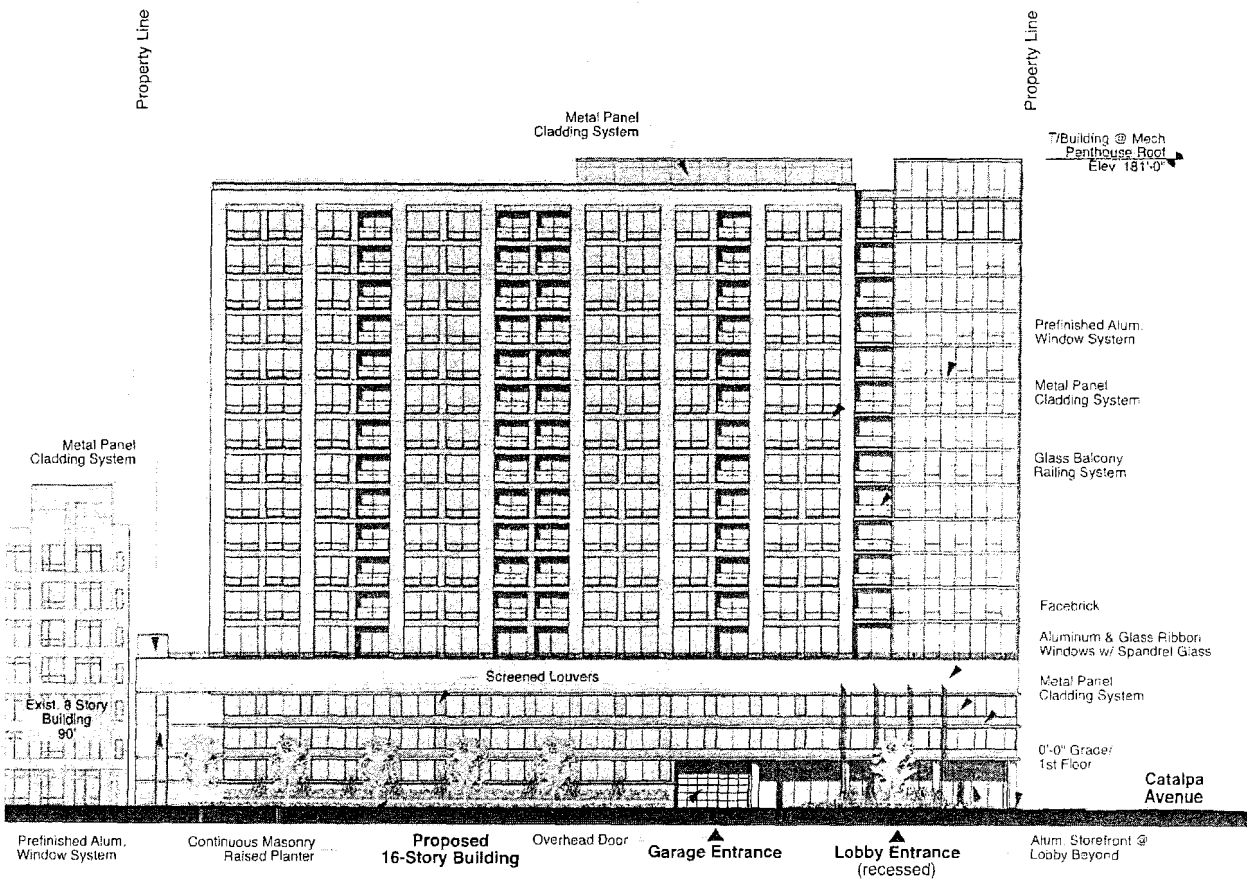 Property Line
Property Line
Metal Panel
Cladding System
T/Building @ Mech
Penthouse Roof
Elev. 181'-0"
Prefinished Alum.
Window System
Metal Panel
Cladding System
Metal Panel
Cladding System
Glass Balcony
Railing System
Facebrick
Aluminum & Glass Ribbon
Windows w/ Spandrel Glass
Screened Louvers
Metal Panel
Cladding System
Exist. 8 Story
Building
90'
0'-0" Grade/
1st Floor
Catalpa
Avenue
Prefinished Alum.
Window System
Continuous Masonry
Raised Planter
Proposed
16-Story Building
Overhead Door
Garage Entrance
Lobby Entrance
(recessed)
Alum. Storefront @
Lobby Beyond